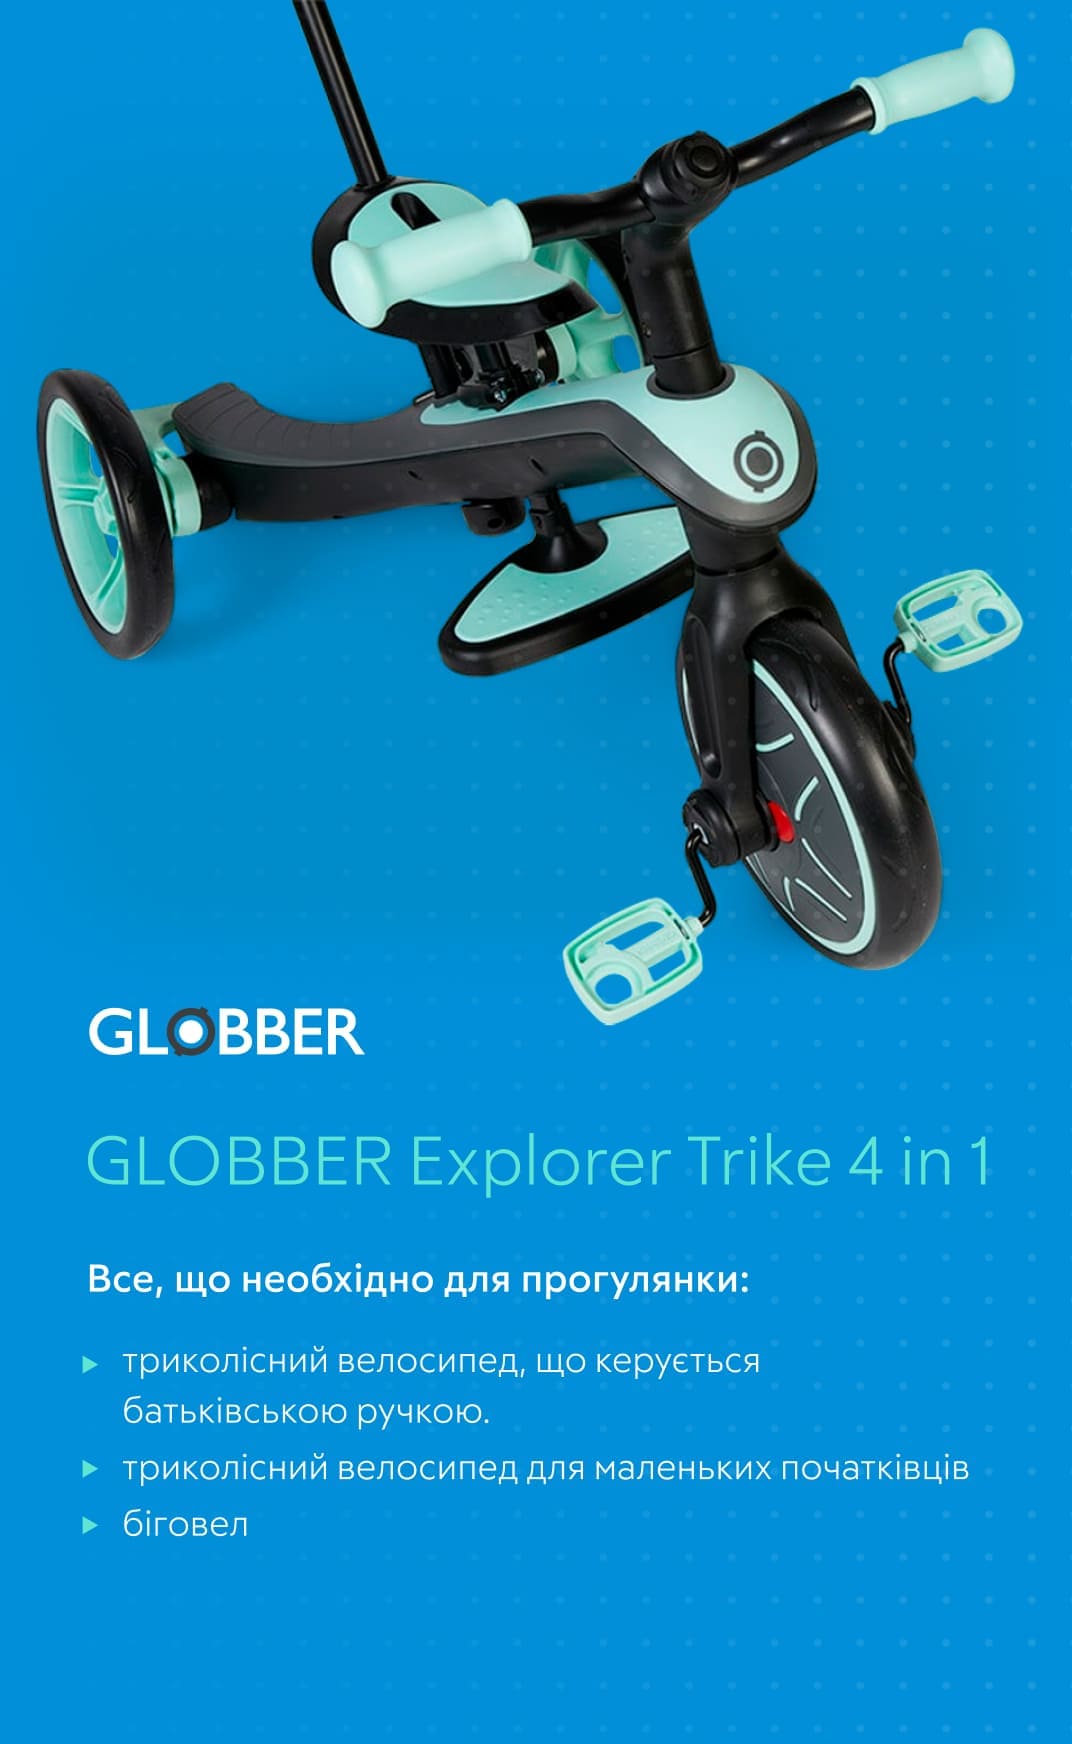 GLOBBER
GLOBBER Explorer Trike 4 in 1
Все, що необхідно для прогулянки:
триколісний велосипед, що керується
батьківською ручкою.
триколісний велосипед для маленьких початківців
біговел